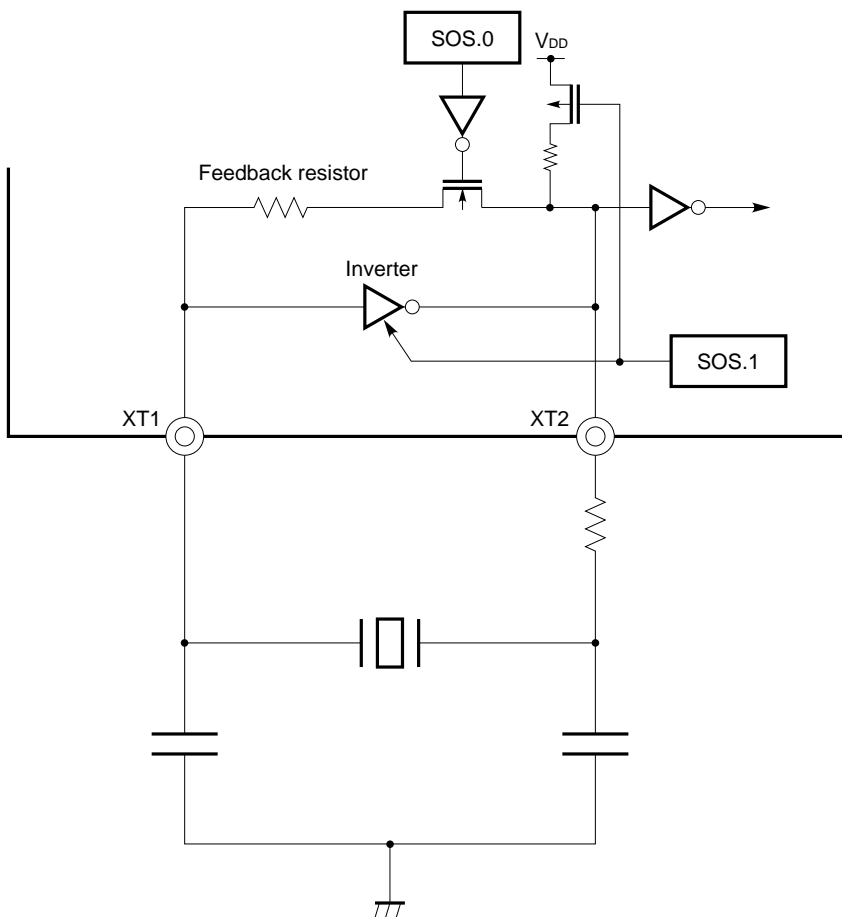 SOS.0
VDD
Feedback resistor
Inverter
SOS.1
XT1
XT2